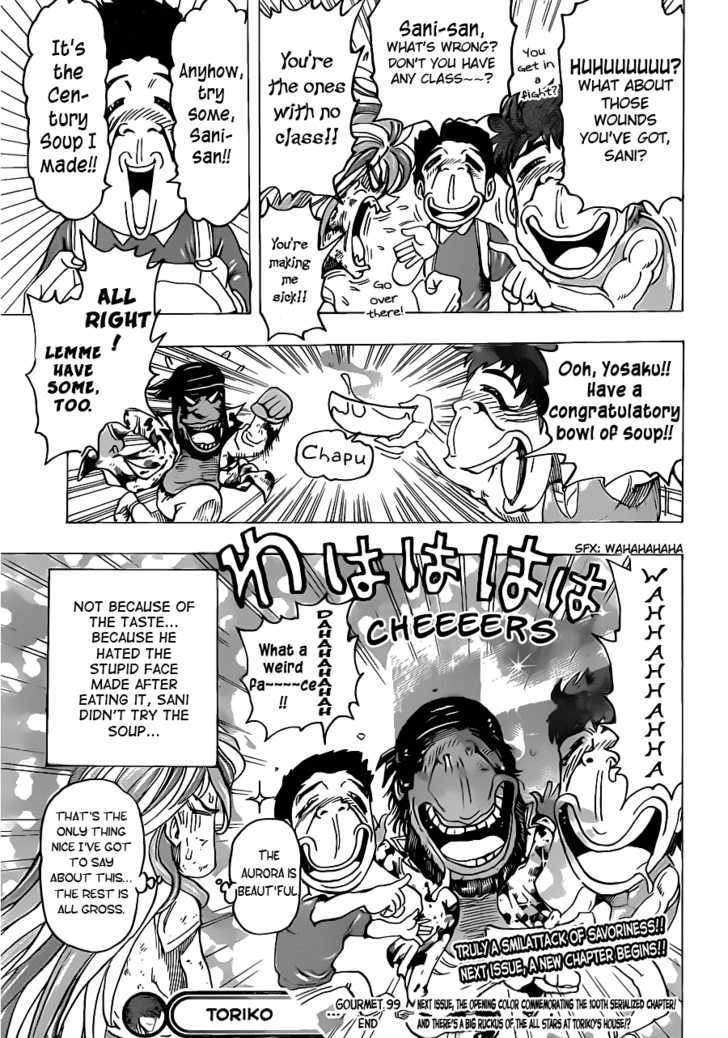 HUHUUUUUU?
WHAT ABOUT
THOSE
WOUNDS
YOU'VE GOT,
SANI?
You
get in
a
fight?
Sani-san,
WHAT'S WRONG?
DON'T YOU HAVE
ANY CLASS~~?
You're
the ones
with no
class!!
You're
making
me
sick!!
Go
over
there!
Anyhow,
try
some,
Sani-
san!!
It's
the
Cen-
tury
Soup I
made!!
Ooh, Yosaku!!
Have a
congratulatory
bowl of soup!!
Chapu
ALL
RIGHT
!
LEMME
HAVE
SOME,
TOO.
SFX: WAHAHAHAHA
わはははは
WAHHAHHAHHA
CHEEEERS
DAHAHAHAHAH
What a
weird
fa~~~~ce
!!
NOT BECAUSE OF
THE TASTE...
BECAUSE HE
HATED THE
STUPID FACE
MADE AFTER
EATING IT, SANI
DIDN'T TRY THE
SOUP...
THE
AURORA IS
BEAUT'FUL
THAT'S THE
ONLY THING
NICE I'VE GOT
TO SAY
ABOUT THIS...
...THE REST IS
ALL GROSS.
TRULY A SMILATTACK OF SAVORINESS!!
NEXT ISSUE, A NEW CHAPTER BEGINS!!
TORIKO
GOURMET 99
...
END
NEXT ISSUE, THE OPENING COLOR COMMEMORATING THE 100TH SERIALIZED CHAPTER!
AND THERE'S A BIG RUCKUS OF THE ALL STARS AT TORIKO'S HOUSE!?